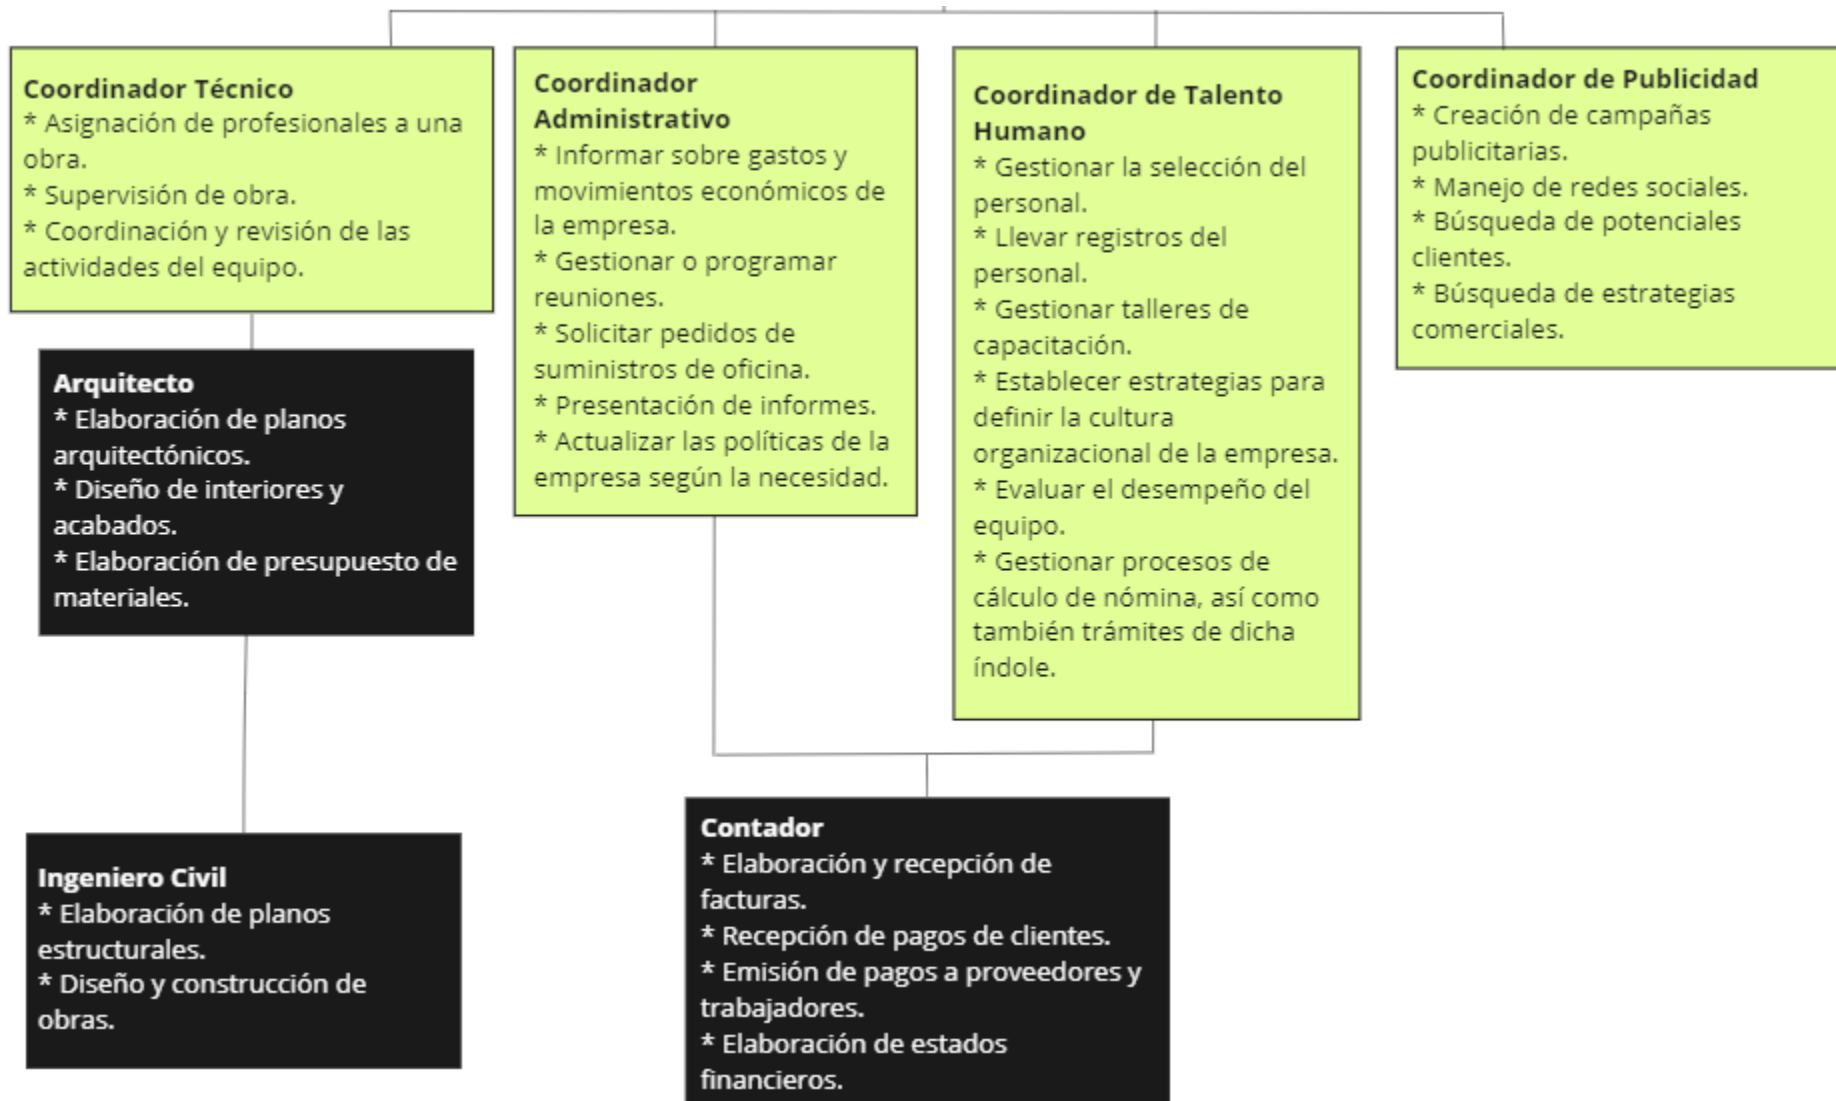 Coordinador Técnico
* Asignación de profesionales a una
obra.
* Supervisión de obra.
* Coordinación y revisión de las
actividades del equipo.
Coordinador
Administrativo
* Informar sobre gastos y
movimientos económicos de
la empresa.
* Gestionar o programar
reuniones.
* Solicitar pedidos de
suministros de oficina.
* Presentación de informes.
* Actualizar las políticas de la
empresa según la necesidad.
Coordinador de Talento
Humano
* Gestionar la selección del
personal.
* Llevar registros del
personal.
* Gestionar talleres de
capacitación.
* Establecer estrategias para
definir la cultura
organizacional de la empresa.
* Evaluar el desempeño del
equipo.
* Gestionar procesos de
cálculo de nómina, así como
también trámites de dicha
índole.
Coordinador de Publicidad
* Creación de campañas
publicitarias.
* Manejo de redes sociales.
* Búsqueda de potenciales
clientes.
* Búsqueda de estrategias
comerciales.
Arquitecto
* Elaboración de planos
arquitectónicos.
* Diseño de interiores y
acabados.
* Elaboración de presupuesto de
materiales.
Ingeniero Civil
* Elaboración de planos
estructurales.
* Diseño y construcción de
obras.
Contador
* Elaboración y recepción de
facturas.
* Recepción de pagos de clientes.
* Emisión de pagos a proveedores y
trabajadores.
* Elaboración de estados
financieros.